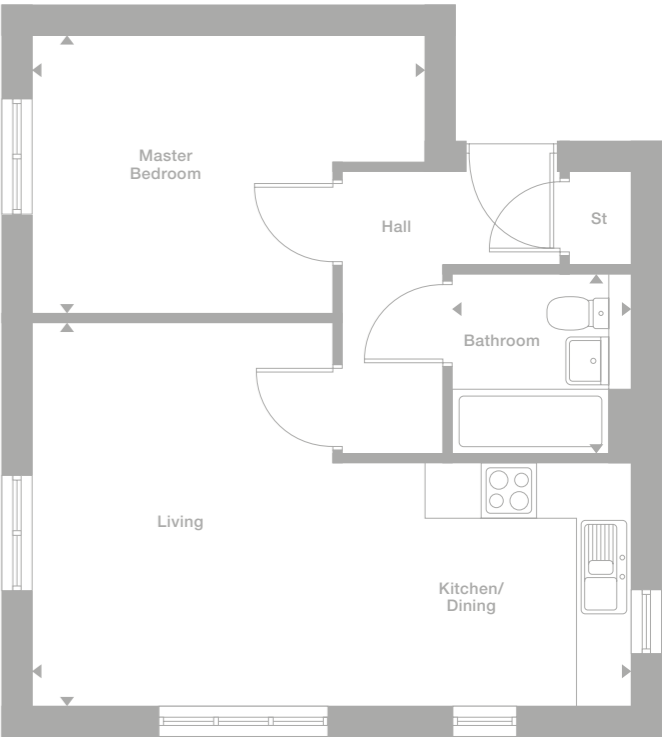 Master
Bedroom
Hall
St
Bathroom
Living
Kitchen/
Dining